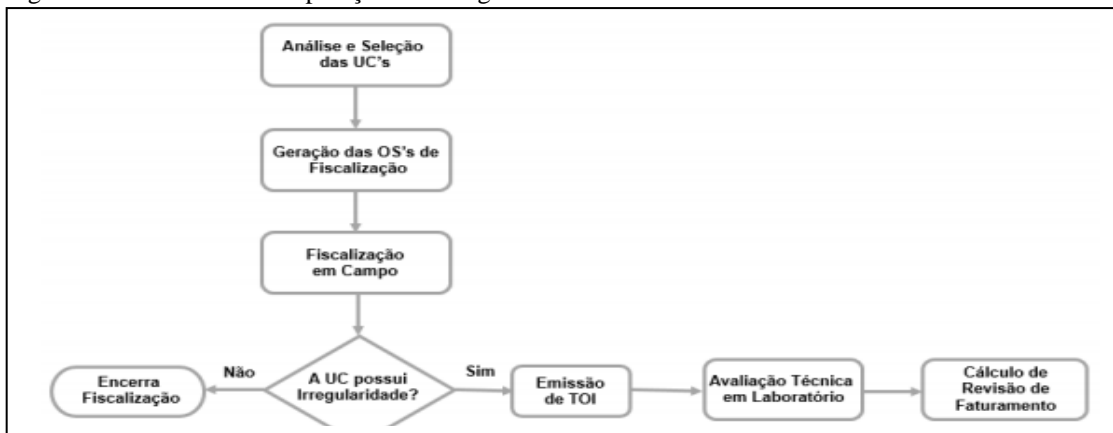 Análise e Seleção
das UC's
Geração das OS's de
Fiscalização
Fiscalização
em Campo
A UC possui
Irregularidade?
Não
Encerra
Fiscalização
Sim
Emissão
de TOI
Avaliação Técnica
em Laboratório
Cálculo de
Revisão de
Faturamento